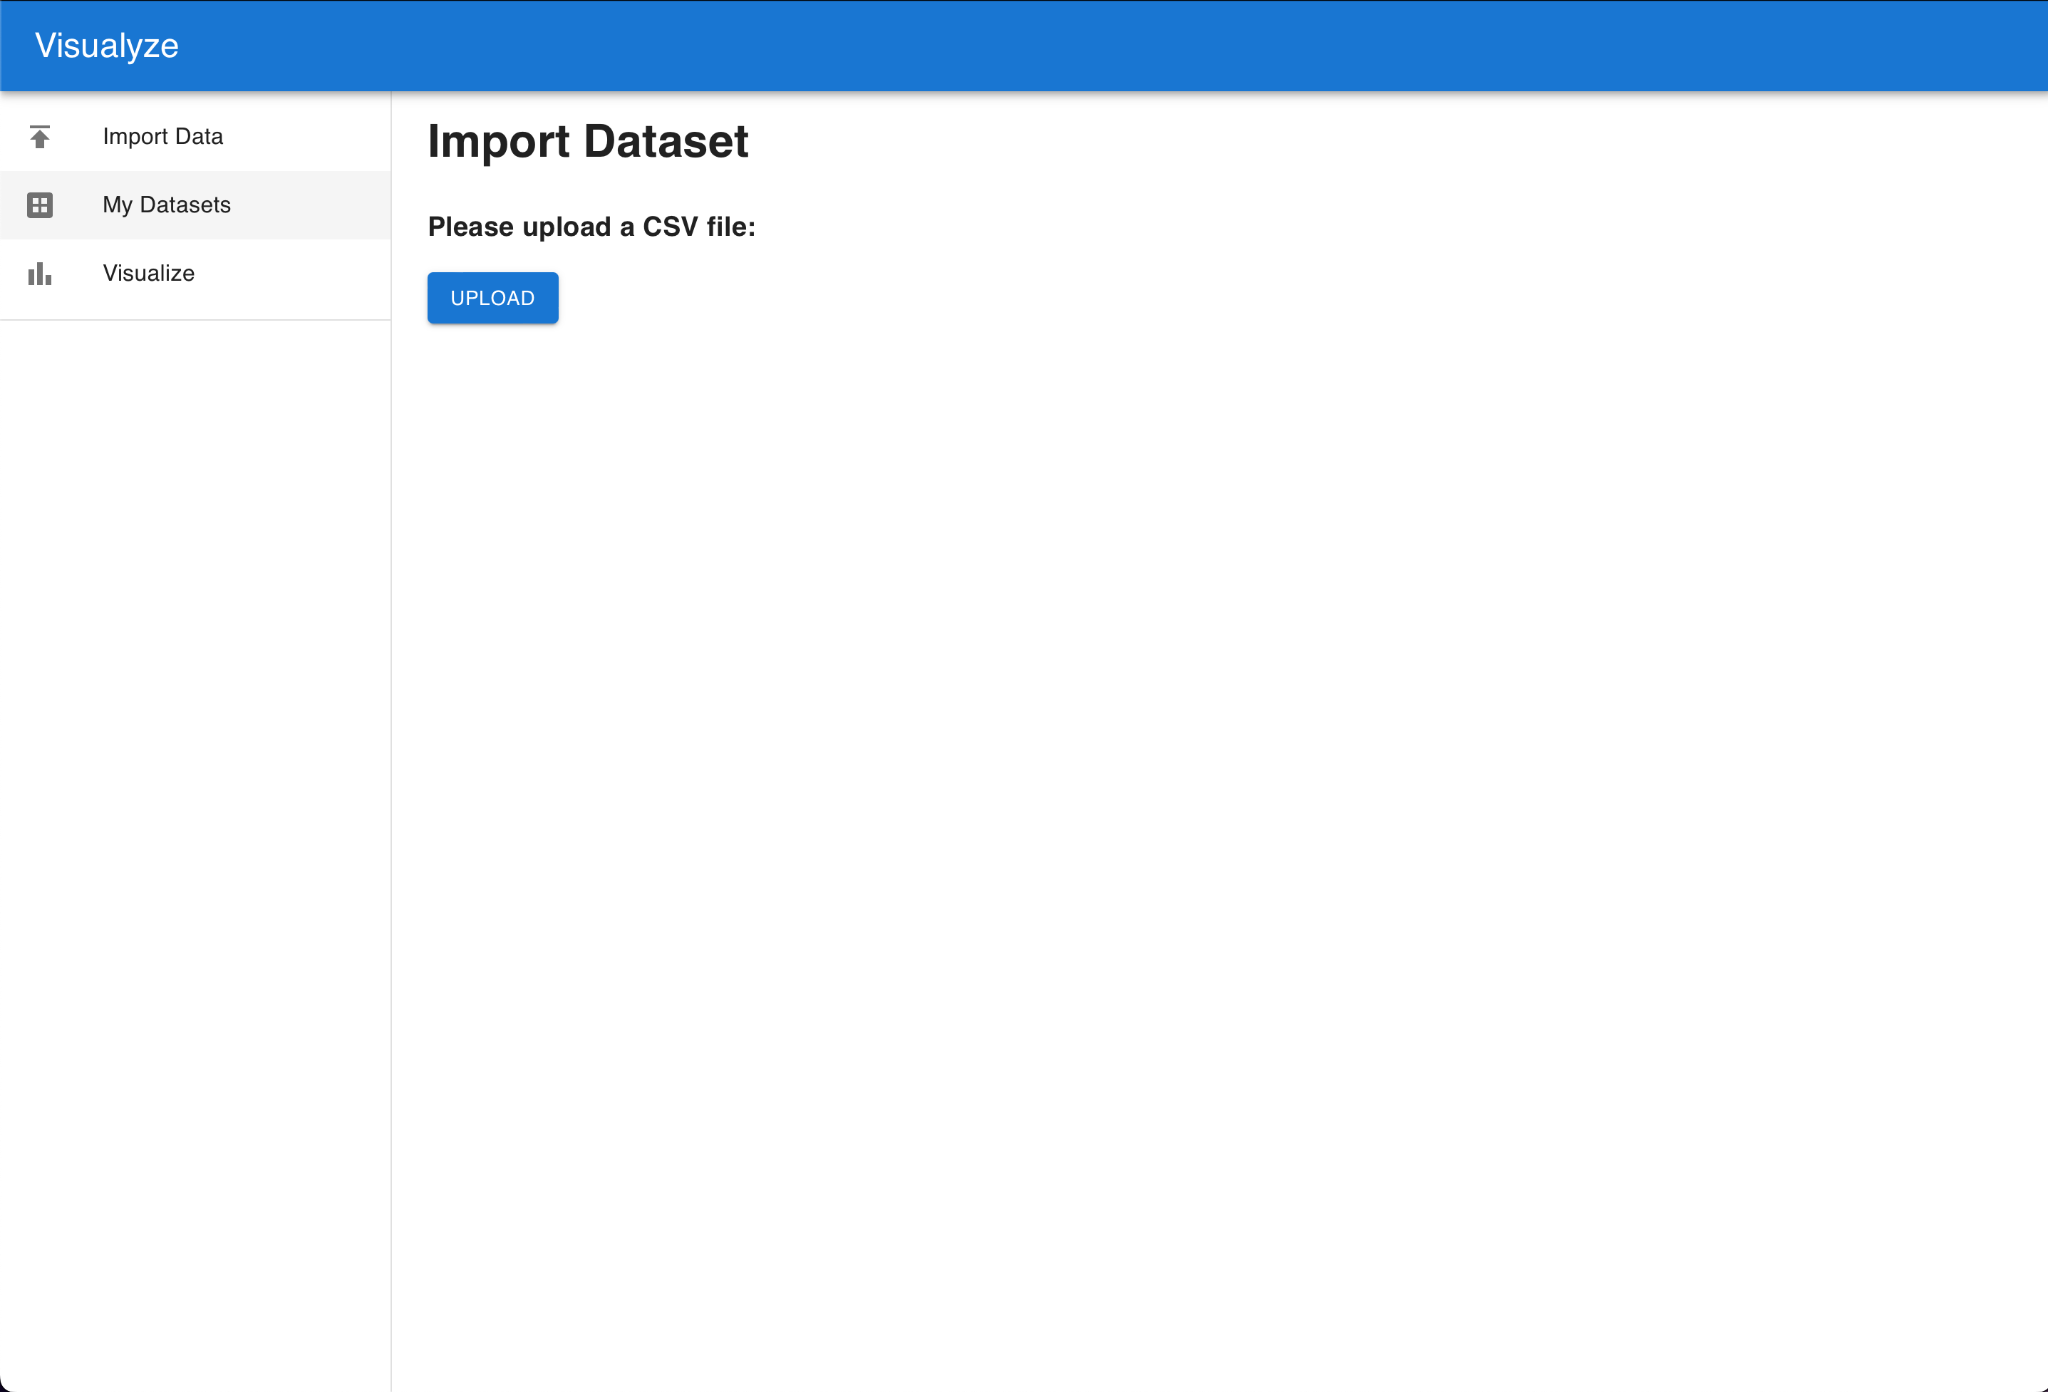 Visualyze
Import Data
My Datasets
Visualize
Import Dataset
Please upload a CSV file:
UPLOAD